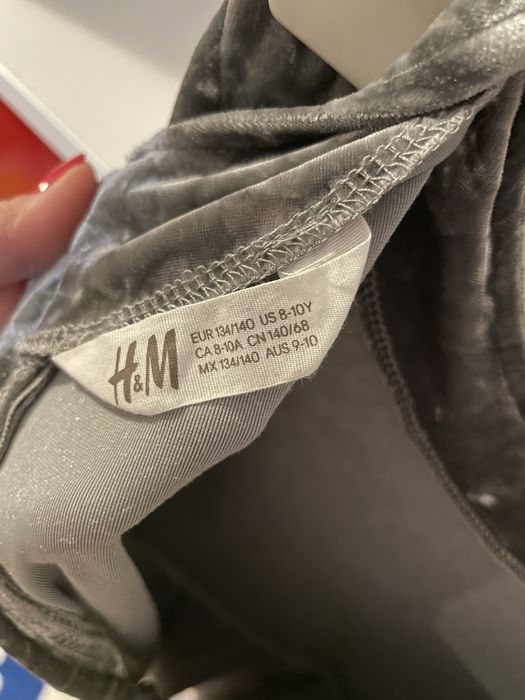 H&M
EUR 134/140 US 8-10Y
CA 8-10A CN 140/68
MX 134/140 AUS 9-10